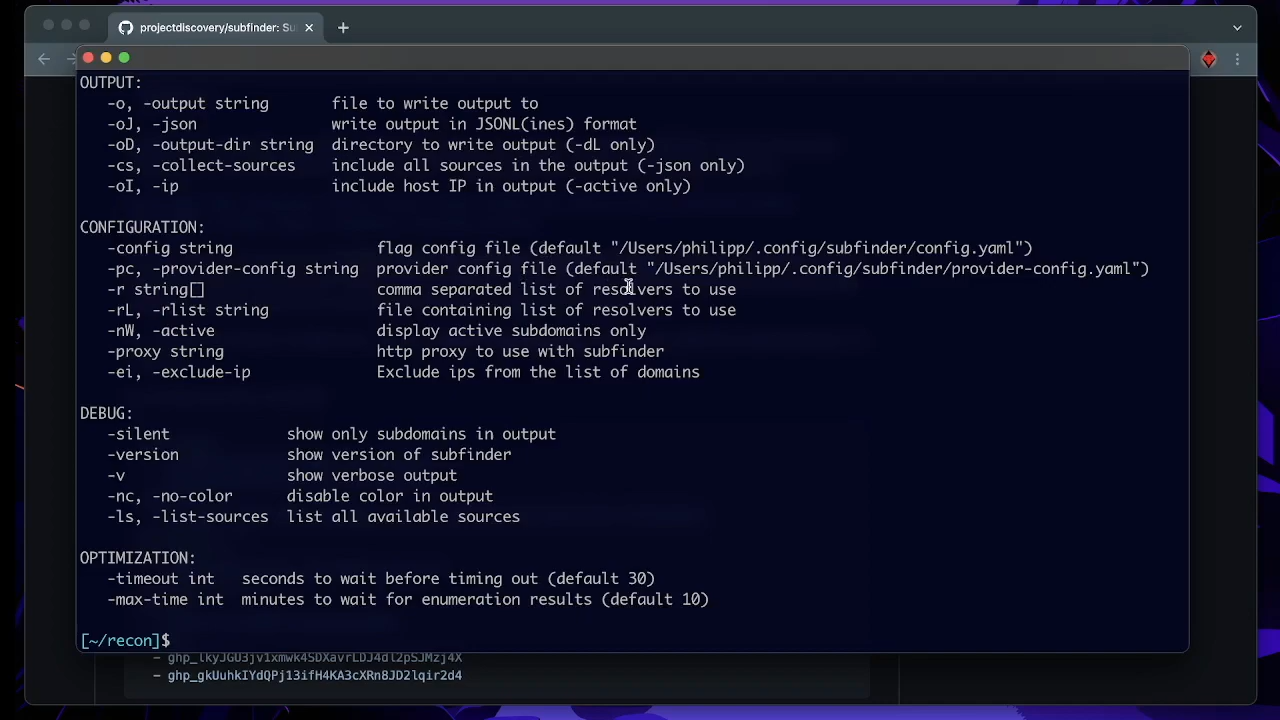 projectdiscovery/subfinder: Su
OUTPUT:
-o, -output string file to write output to
-oJ, -json write output in JSONL(ines) format
-oD, -output-dir string directory to write output (-dL only)
-cs, -collect-sources include all sources in the output (-json only)
-oI, -ip include host IP in output (-active only)
CONFIGURATION:
-config string flag config file (default "/Users/philipp/.config/subfinder/config.yaml")
-pc, -provider-config string provider config file (default "/Users/philipp/.config/subfinder/provider-config.yaml")
-r string[] comma separated list of resolvers to use
-rL, -rlist string file containing list of resolvers to use
-nW, -active display active subdomains only
-proxy string http proxy to use with subfinder
-ei, -exclude-ip Exclude ips from the list of domains
DEBUG:
-silent show only subdomains in output
-version show version of subfinder
-v show verbose output
-nc, -no-color disable color in output
-ls, -list-sources list all available sources
OPTIMIZATION:
-timeout int seconds to wait before timing out (default 30)
-max-time int minutes to wait for enumeration results (default 10)
[~/recon]$
- ghp_lkyJGU3jv1xmwk4SDXavrLDJ4dl2pSJMzj4X
- ghp_gkUuhkIYdQPj13ifH4KA3cXRn8JD2lqir2d4